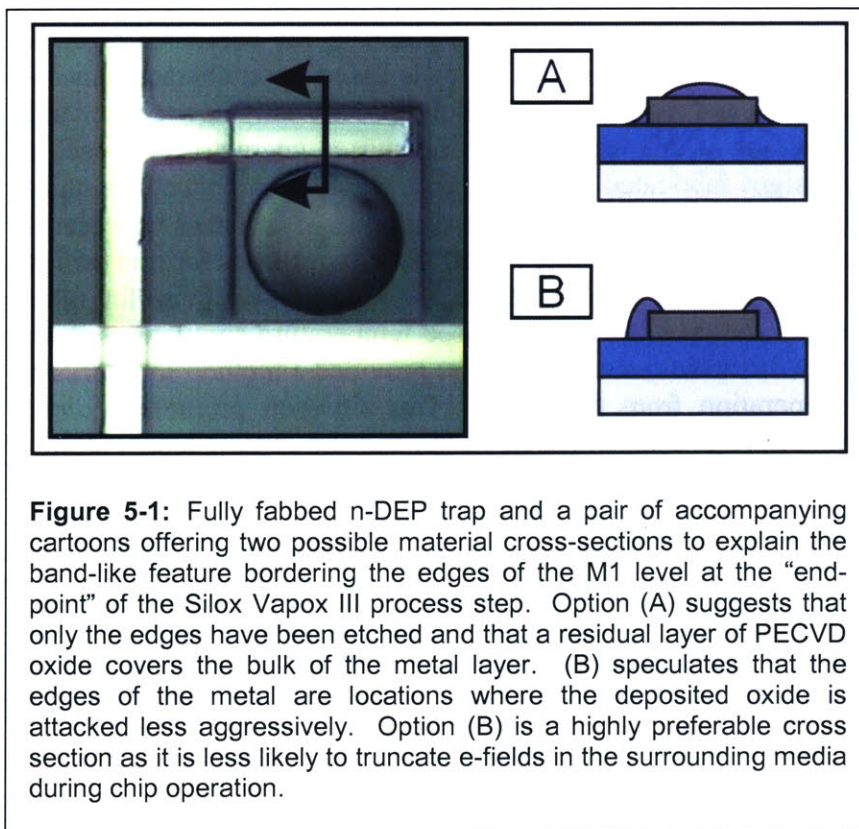 A
B
Figure 5-1: Fully fabbed n-DEP trap and a pair of accompanying
cartoons offering two possible material cross-sections to explain the
band-like feature bordering the edges of the M1 level at the “end-
point” of the Silox Vapox III process step. Option (A) suggests that
only the edges have been etched and that a residual layer of PECVD
oxide covers the bulk of the metal layer. (B) speculates that the
edges of the metal are locations where the deposited oxide is
attacked less aggressively. Option (B) is a highly preferable cross
section as it is less likely to truncate e-fields in the surrounding media
during chip operation.